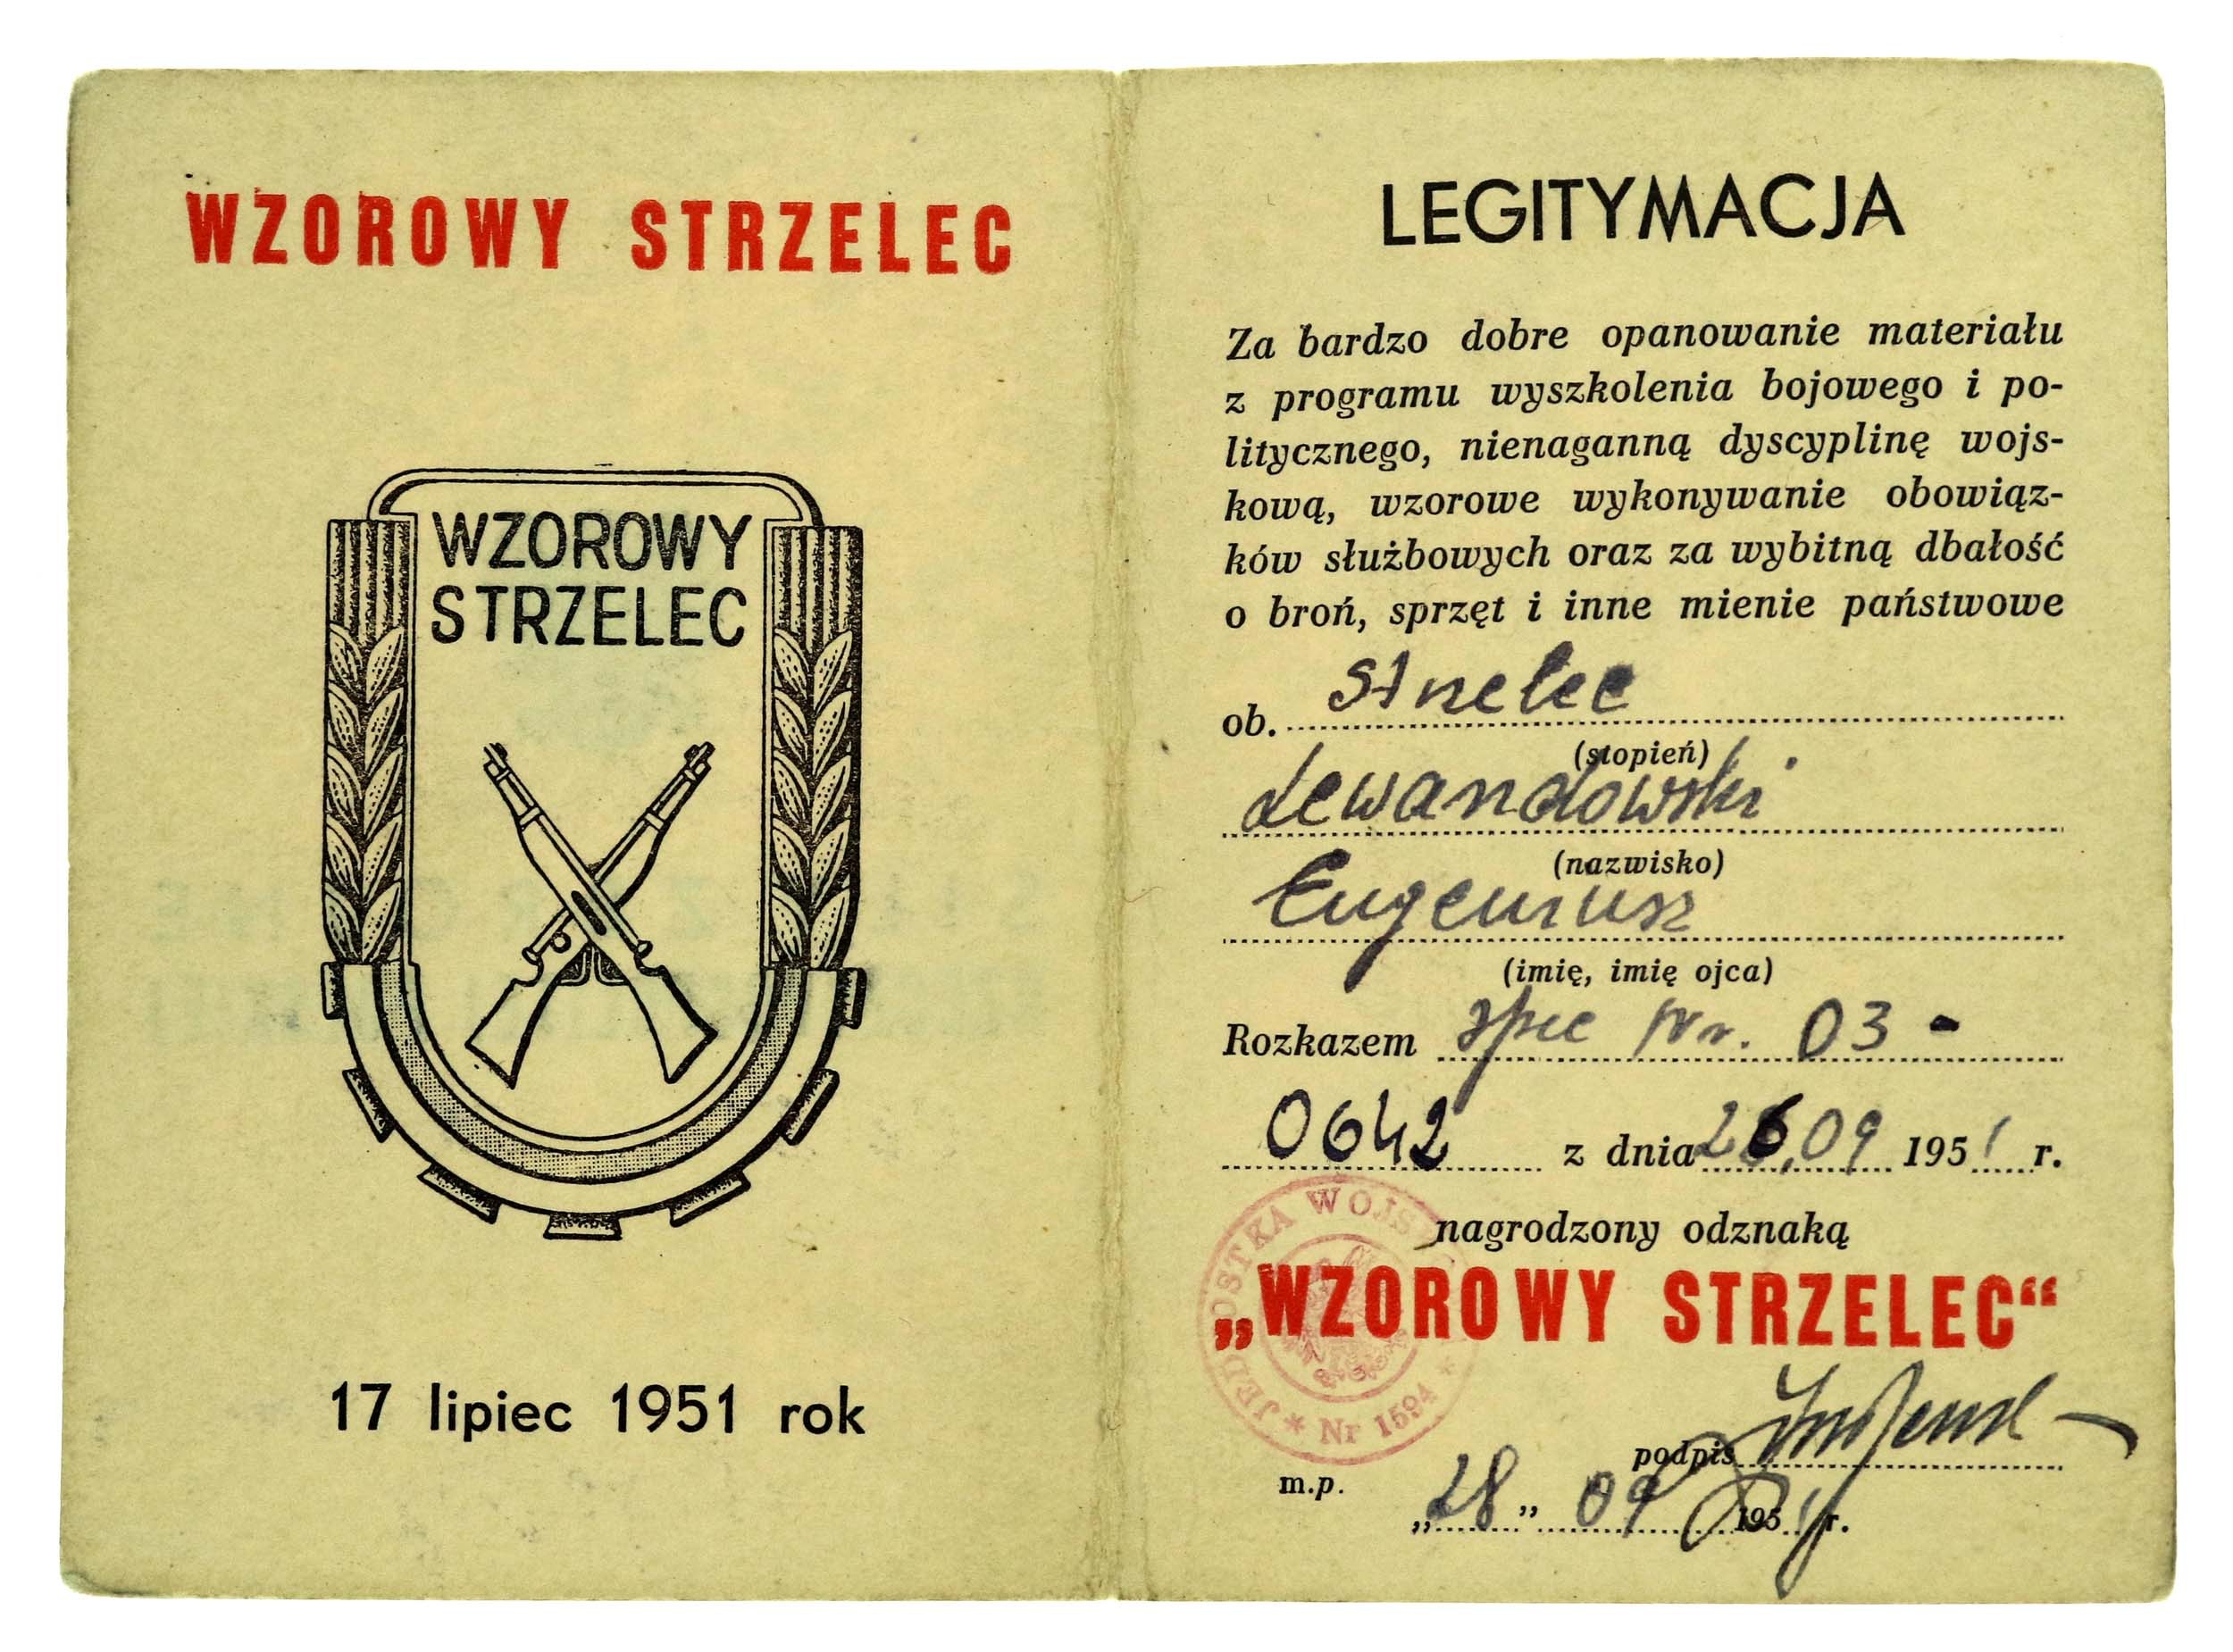 WZOROWY STRZELEC
WZOROWY
STRZELEC
17 lipiec 1951 rok
LEGITYMACJA
Za bardzo dobre opanowanie materiału
z programu wyszkolenia bojowego i po-
litycznego, nienaganną dyscyplinę wojs-
kową, wzorowe wykonywanie obowiąz-
ków służbowych oraz za wybitną dbałość
o broń, sprzęt i inne mienie państwowe
ob. strzelec
(stopień)
Lewandowski
(nazwisko)
Eugeniusz
(imię, imię ojca)
Rozkazem spec Nr. 03 -
0642 z dnia 26,09 1951 r.
nagrodzony odznaką
„WZOROWY STRZELEC“
JEDNOSTKA WOJS * Nr 1594 *
podpis
m.p.
„28" 09 1951 r.